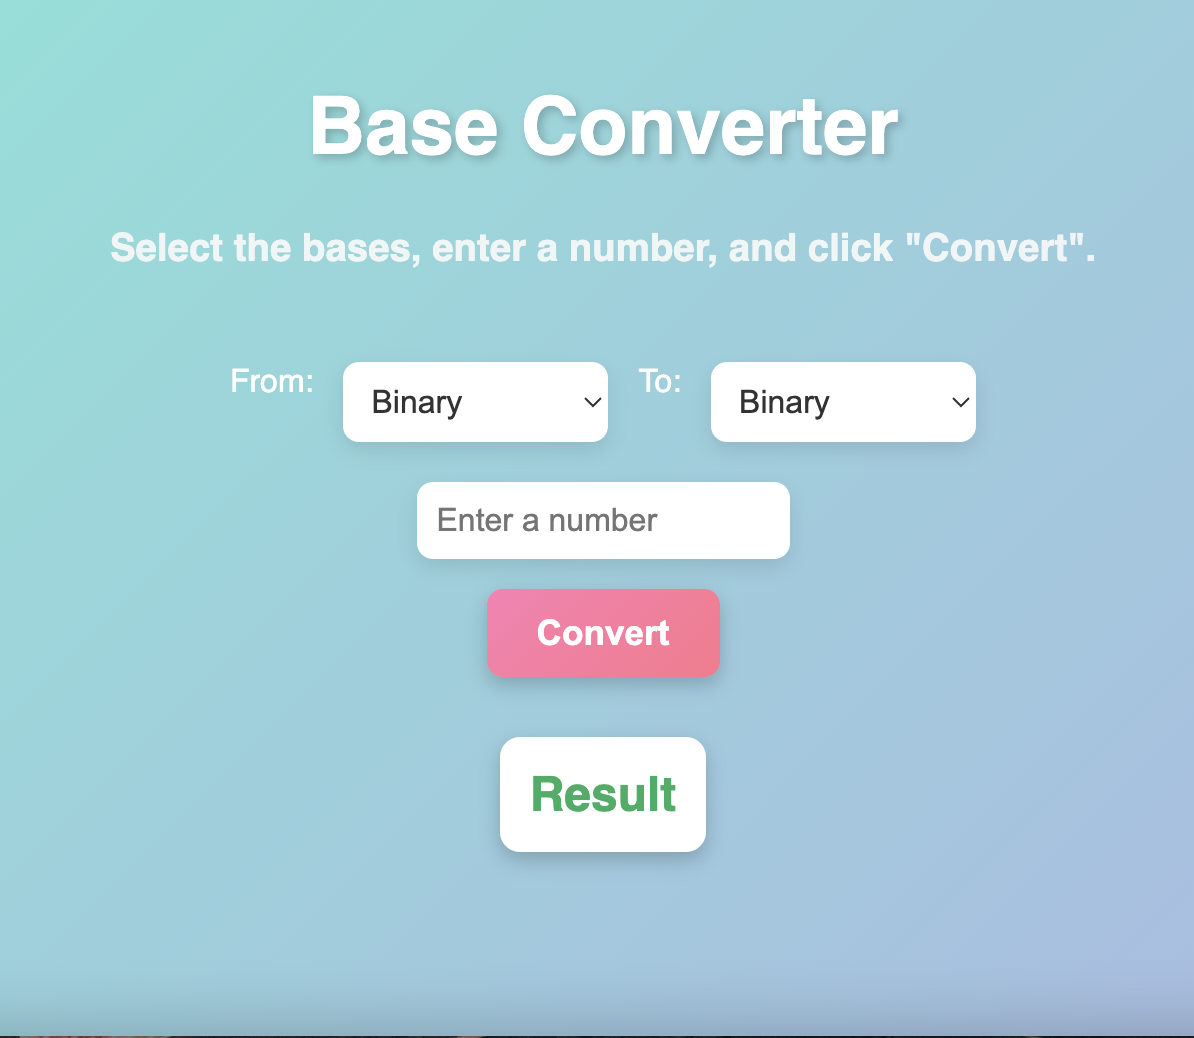 Base Converter
Select the bases, enter a number, and click "Convert".
From: Binary To: Binary
Enter a number
Convert
Result